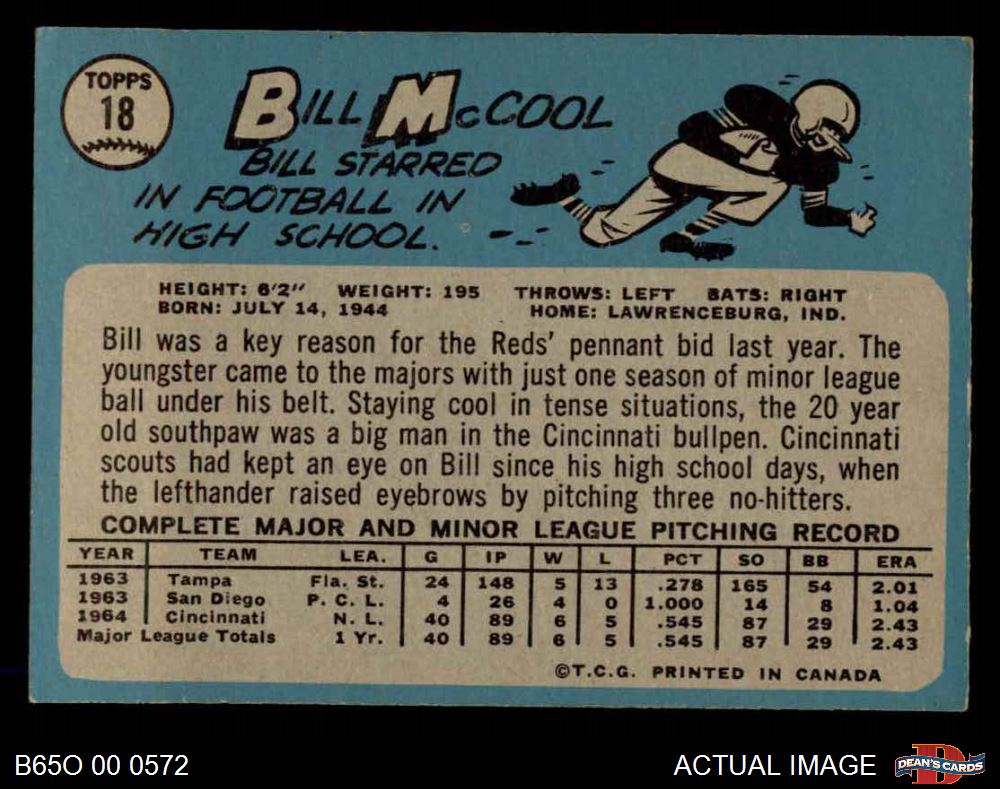 TOPPS
18
BILL McCOOL
BILL STARRED
IN FOOTBALL IN
HIGH SCHOOL.
HEIGHT: 6'2" WEIGHT: 195 THROWS: LEFT BATS: RIGHT
BORN: JULY 14, 1944 HOME: LAWRENCEBURG, IND.
Bill was a key reason for the Reds' pennant bid last year. The
youngster came to the majors with just one season of minor league
ball under his belt. Staying cool in tense situations, the 20 year
old southpaw was a big man in the Cincinnati bullpen. Cincinnati
scouts had kept an eye on Bill since his high school days, when
the lefthander raised eyebrows by pitching three no-hitters.
COMPLETE MAJOR AND MINOR LEAGUE PITCHING RECORD
YEAR TEAM LEA. G IP W L PCT SO BB ERA
1963 Tampa Fla. St. 24 148 5 13 .278 165 54 2.01
1963 San Diego P. C. L. 4 26 4 0 1.000 14 8 1.04
1964 Cincinnati N. L. 40 89 6 5 .545 87 29 2.43
Major League Totals 1 Yr. 40 89 6 5 .545 87 29 2.43
©T.C.G. PRINTED IN CANADA
B65O 00 0572 ACTUAL IMAGE DEAN'S CARDS